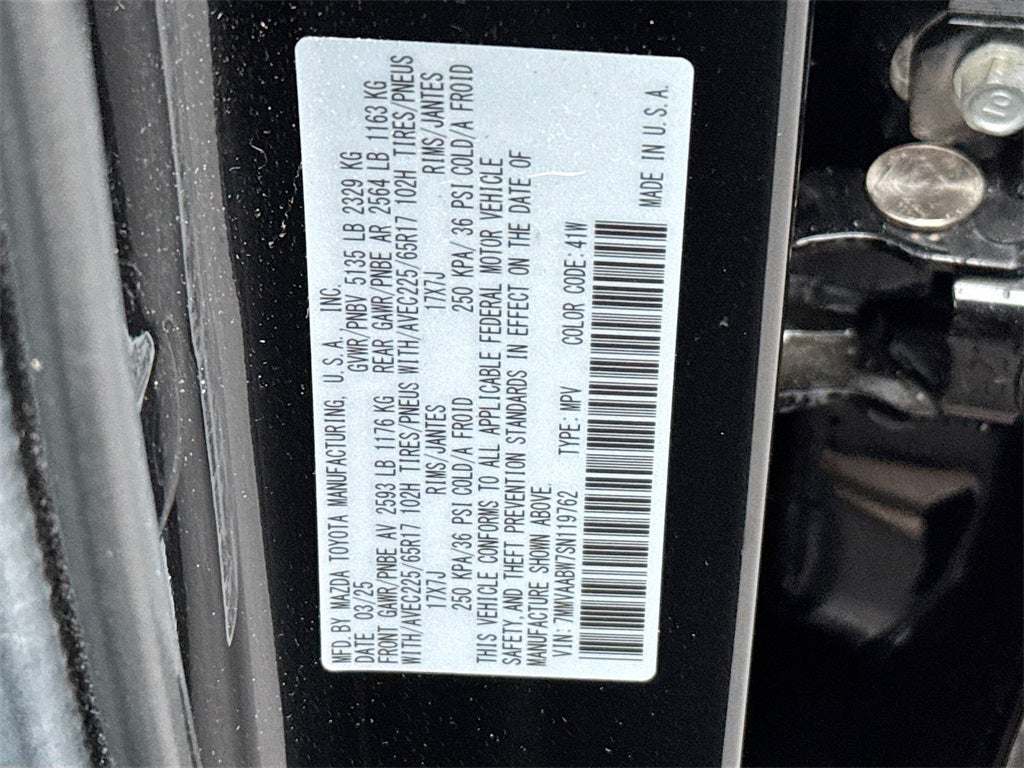 MFD. BY MAZDA TOYOTA MANUFACTURING, U. S. A., INC.
DATE. 03/25 GVWR/PNBV 5135 LB 2329 KG
FRONT GAWR/PNBE AV 2593 LB 1176 KG REAR GAWR/PNBE AR 2564 LB 1163 KG
WITH/AVEC225/65R17 102H TIRES/PNEUS WITH/AVEC225/65R17 102H TIRES/PNEUS
17X7J RIMS/JANTES 17X7J RIMS/JANTES
250 KPA/36 PSI COLD/A FROID 250 KPA/ 36 PSI COLD/A FROID
THIS VEHICLE CONFORMS TO ALL APPLICABLE FEDERAL MOTOR VEHICLE
SAFETY, AND THEFT PREVENTION STANDARDS IN EFFECT ON THE DATE OF
MANUFACTURE SHOWN ABOVE.
VIN: 7MMVAABW7SN119762 TYPE: MPV COLOR CODE: 41W
MADE IN U. S. A.
10